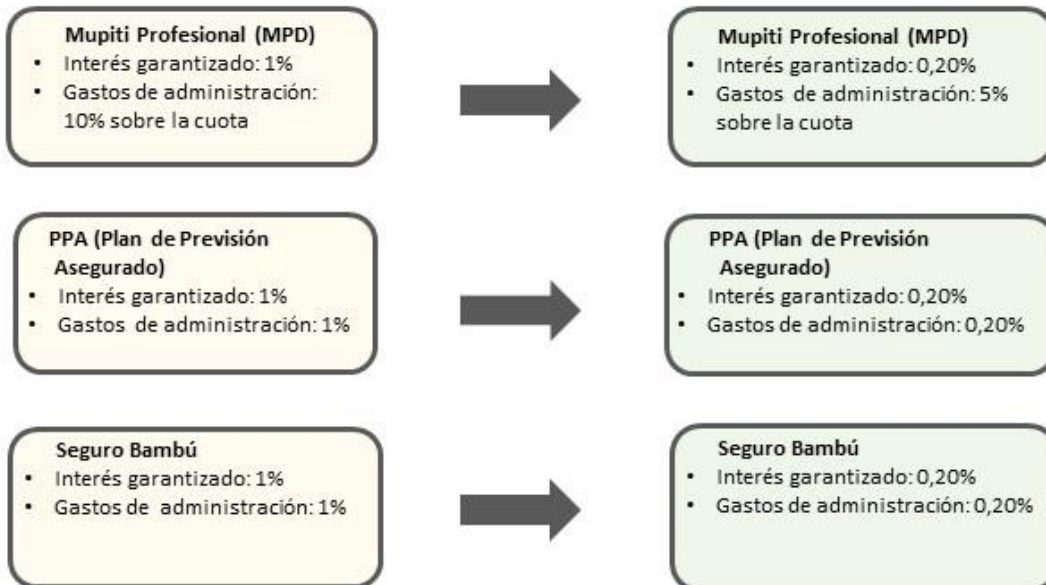 Mupiti Profesional (MPD)
• Interés garantizado: 1%
• Gastos de administración:
10% sobre la cuota
Mupiti Profesional (MPD)
• Interés garantizado: 0,20%
• Gastos de administración: 5%
sobre la cuota
PPA (Plan de Previsión
Asegurado)
• Interés garantizado: 1%
• Gastos de administración: 1%
PPA (Plan de Previsión
Asegurado)
• Interés garantizado: 0,20%
• Gastos de administración: 0,20%
Seguro Bambú
• Interés garantizado: 1%
• Gastos de administración: 1%
Seguro Bambú
• Interés garantizado: 0,20%
• Gastos de administración: 0,20%